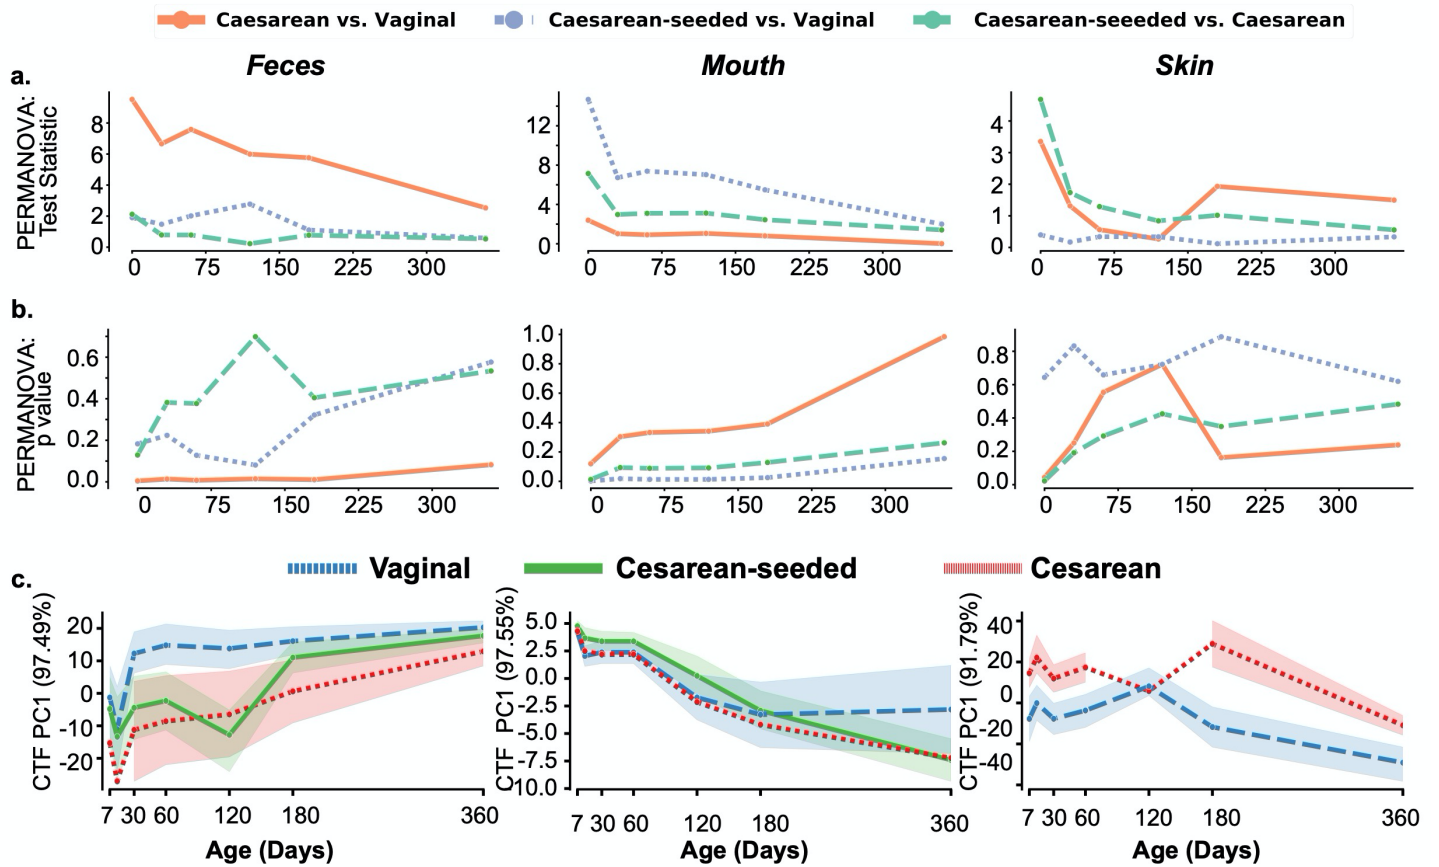 Caesarean vs. Vaginal Caesarean-seeded vs. Vaginal Caesarean-seeeded vs. Caesarean
a.
Feces Mouth Skin
PERMANOVA:
Test Statistic
8
6
4
2
0
0 75 150 225 300
12
8
4
0
0 75 150 225 300
4
3
2
1
0
0 75 150 225 300
b.
PERMANOVA:
p value
0.6
0.4
0.2
0.0
0 75 150 225 300
1.0
0.8
0.6
0.4
0.2
0.0
0 75 150 225 300
0.8
0.6
0.4
0.2
0.0
0 75 150 225 300
c.
Vaginal Cesarean-seeded Cesarean
CTF PC1 (97.49%)
20
10
0
-10
-20
7 30 60 120 180 360
Age (Days)
CTF PC1 (97.55%)
5.0
2.5
0.0
-2.5
-5.0
-7.5
10.0
7 30 60 120 180 360
Age (Days)
CTF PC1 (91.79%)
40
20
0
-20
-40
7 30 60 120 180 360
Age (Days)